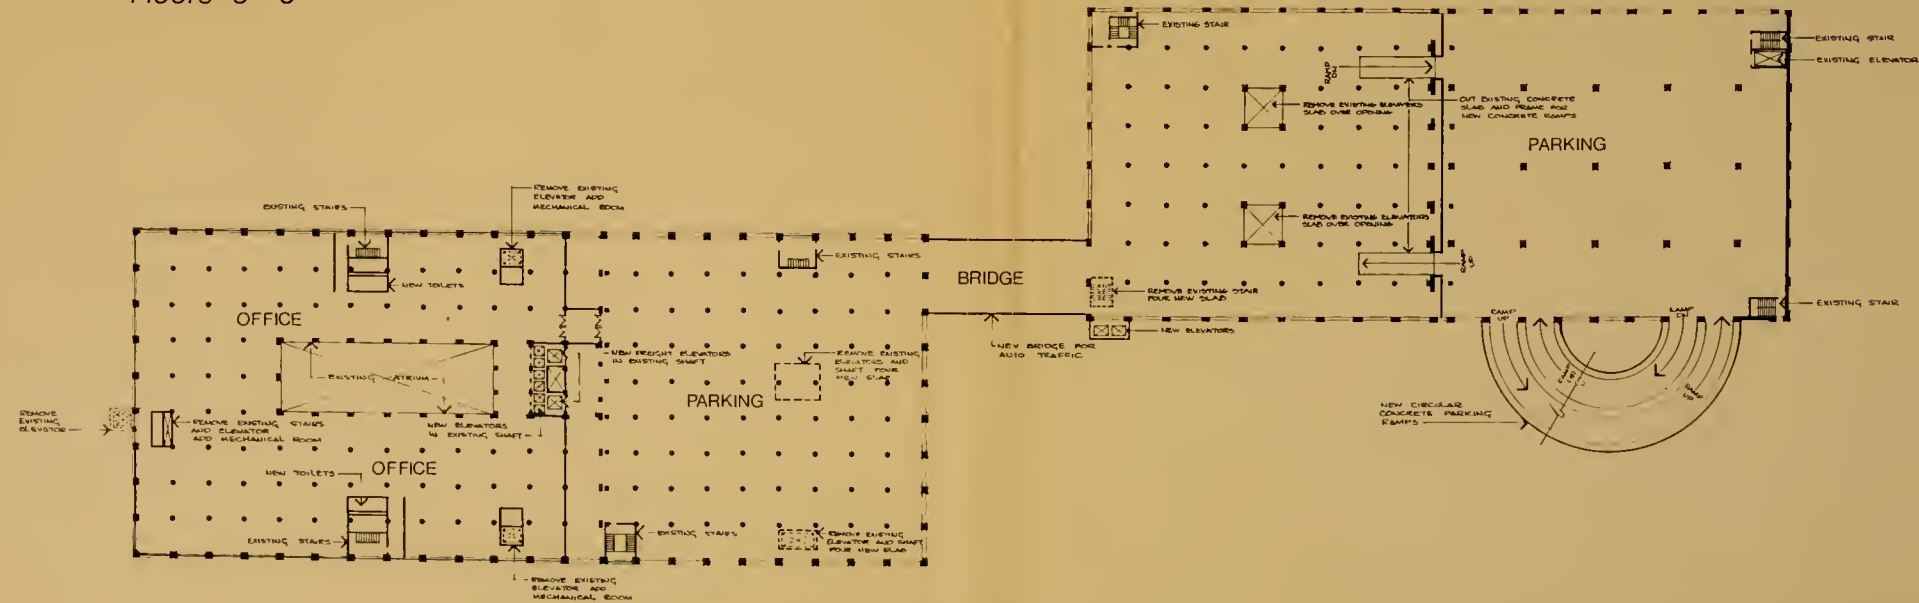 EXISTING STAIR
EXISTING STAIR
EXISTING ELEVATOR
RAMP
DN
REMOVE EXISTING ELEVATORS
SLAB OVER OPENING
CUT EXISTING CONCRETE
SLAB AND FRAME FOR
NEW CONCRETE RAMPS
PARKING
REMOVE EXISTING ELEVATORS
SLAB OVER OPENING
RAMP
UP
REMOVE EXISTING STAIR
POUR NEW SLAB
NEW ELEVATORS
EXISTING STAIR
RAMP
UP
RAMP
DN
RAMP
RAMP
UP
NEW CIRCULAR
CONCRETE PARKING
RAMPS
BRIDGE
NEW BRIDGE FOR
AUTO TRAFFIC
EXISTING STAIRS
REMOVE EXISTING
ELEVATOR ADD
MECHANICAL ROOM
EXISTING STAIRS
NEW TOILETS
OFFICE
EXISTING ATRIUM
NEW FREIGHT ELEVATORS
IN EXISTING SHAFT
REMOVE EXISTING
ELEVATORS AND
SHAFT POUR
NEW SLAB
PARKING
REMOVE
EXISTING
ELEVATOR
REMOVE EXISTING STAIRS
AND ELEVATOR
ADD MECHANICAL ROOM
NEW ELEVATORS
IN EXISTING SHAFT
NEW TOILETS
OFFICE
EXISTING STAIRS
EXISTING STAIRS
REMOVE EXISTING
ELEVATOR AND SHAFT
POUR NEW SLAB
REMOVE EXISTING
ELEVATOR ADD
MECHANICAL ROOM